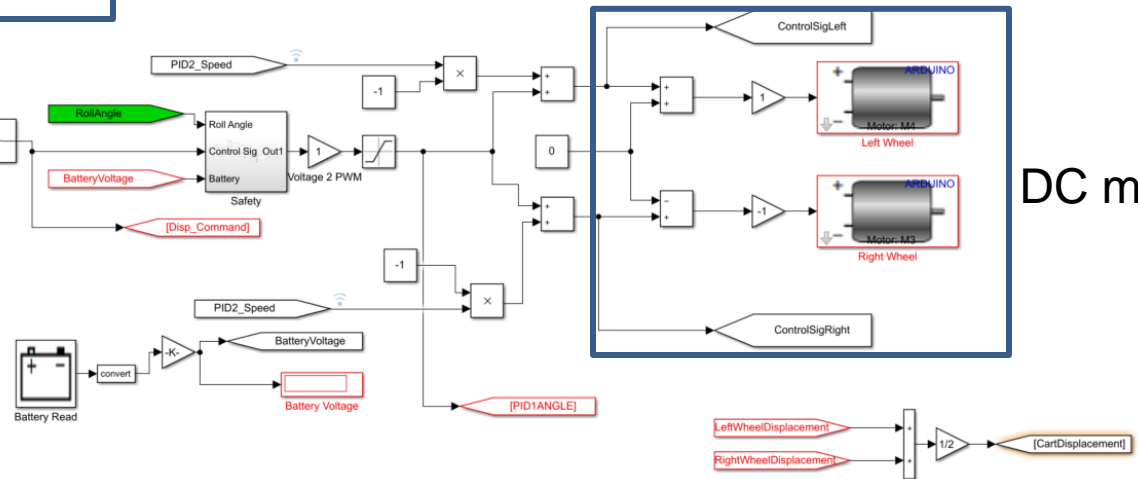 ControlSigLeft
PID2_Speed
×
-1
+
+
+
+
1
+
−
ARDUINO
Motor: M4
Left Wheel
RollAngle
Roll Angle
Control Sig Out1
Battery
Safety
1
Voltage 2 PWM
BatteryVoltage
[Disp_Command]
0
DC m
+
+
−
+
-1
+
−
ARDUINO
Motor: M3
Right Wheel
-1
×
PID2_Speed
ControlSigRight
BatteryVoltage
-K-
convert
+ −
Battery Read
Battery Voltage
[PID1ANGLE]
LeftWheelDisplacement
RightWheelDisplacement
+
+
1/2
[CartDisplacement]